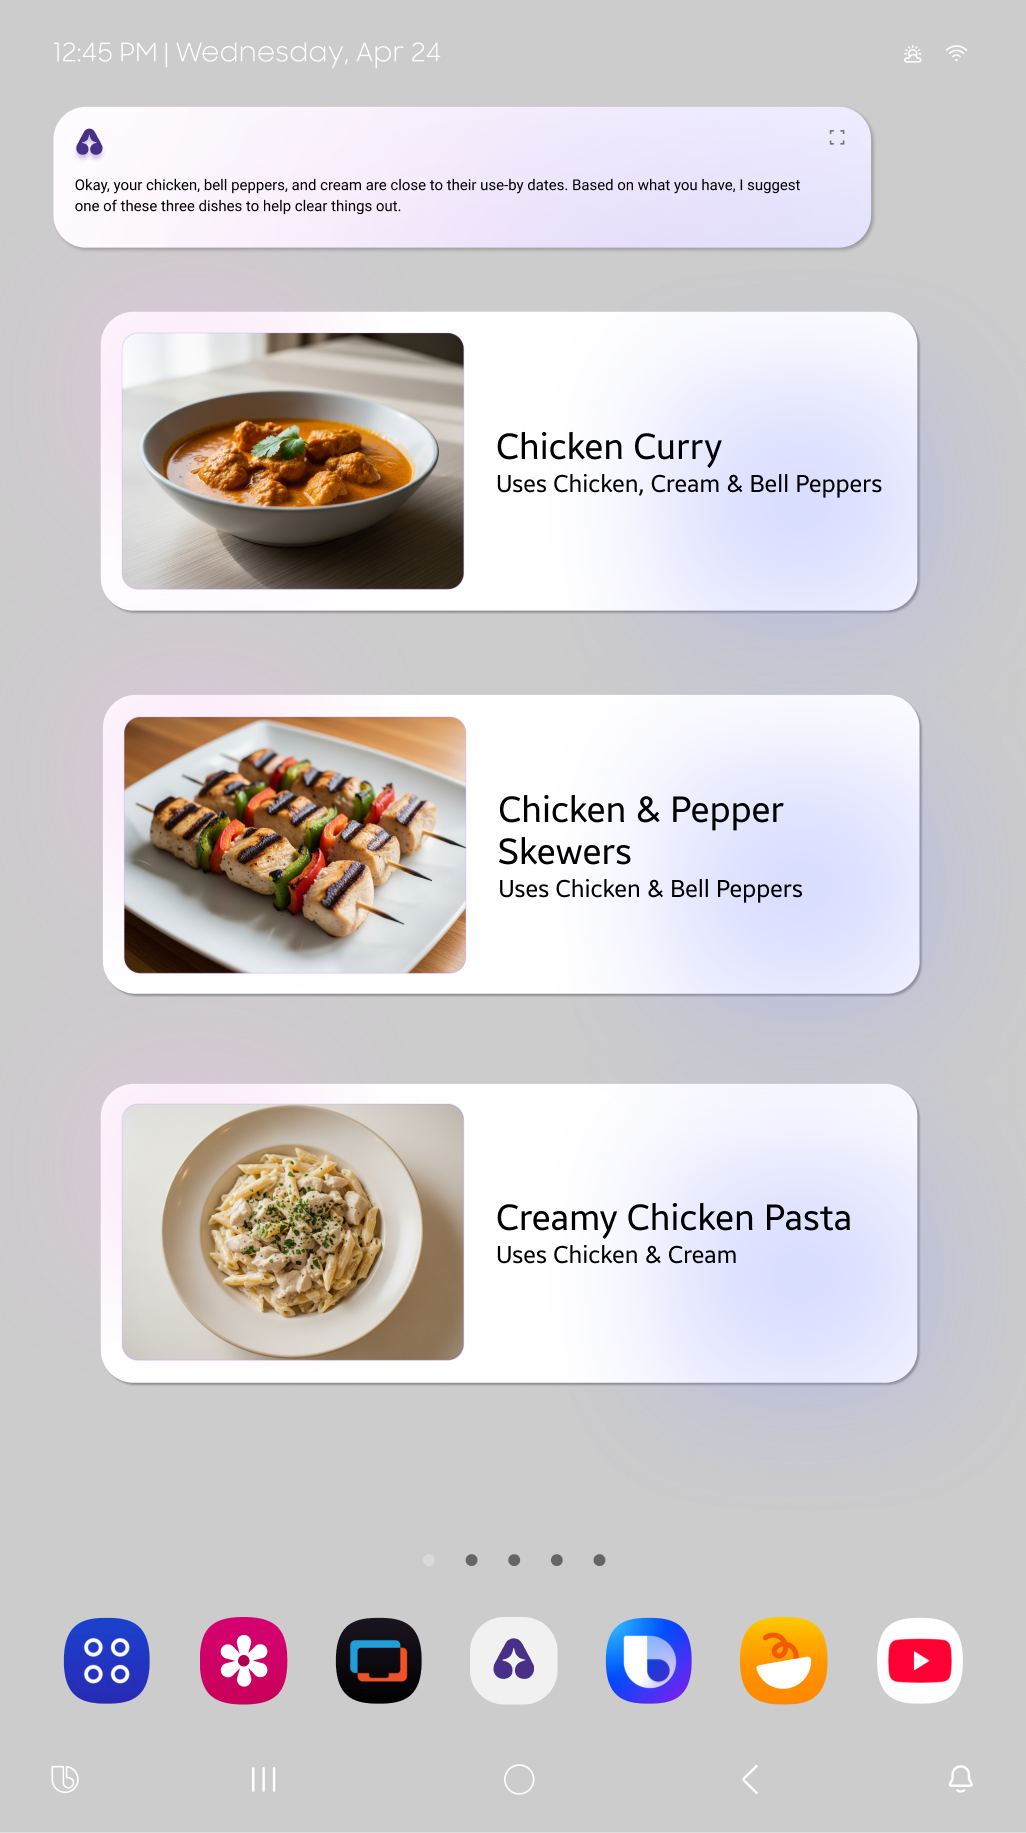 12:45 PM | Wednesday, Apr 24
Okay, your chicken, bell peppers, and cream are close to their use-by dates. Based on what you have, I suggest
one of these three dishes to help clear things out.
Chicken Curry
Uses Chicken, Cream & Bell Peppers
Chicken & Pepper
Skewers
Uses Chicken & Bell Peppers
Creamy Chicken Pasta
Uses Chicken & Cream